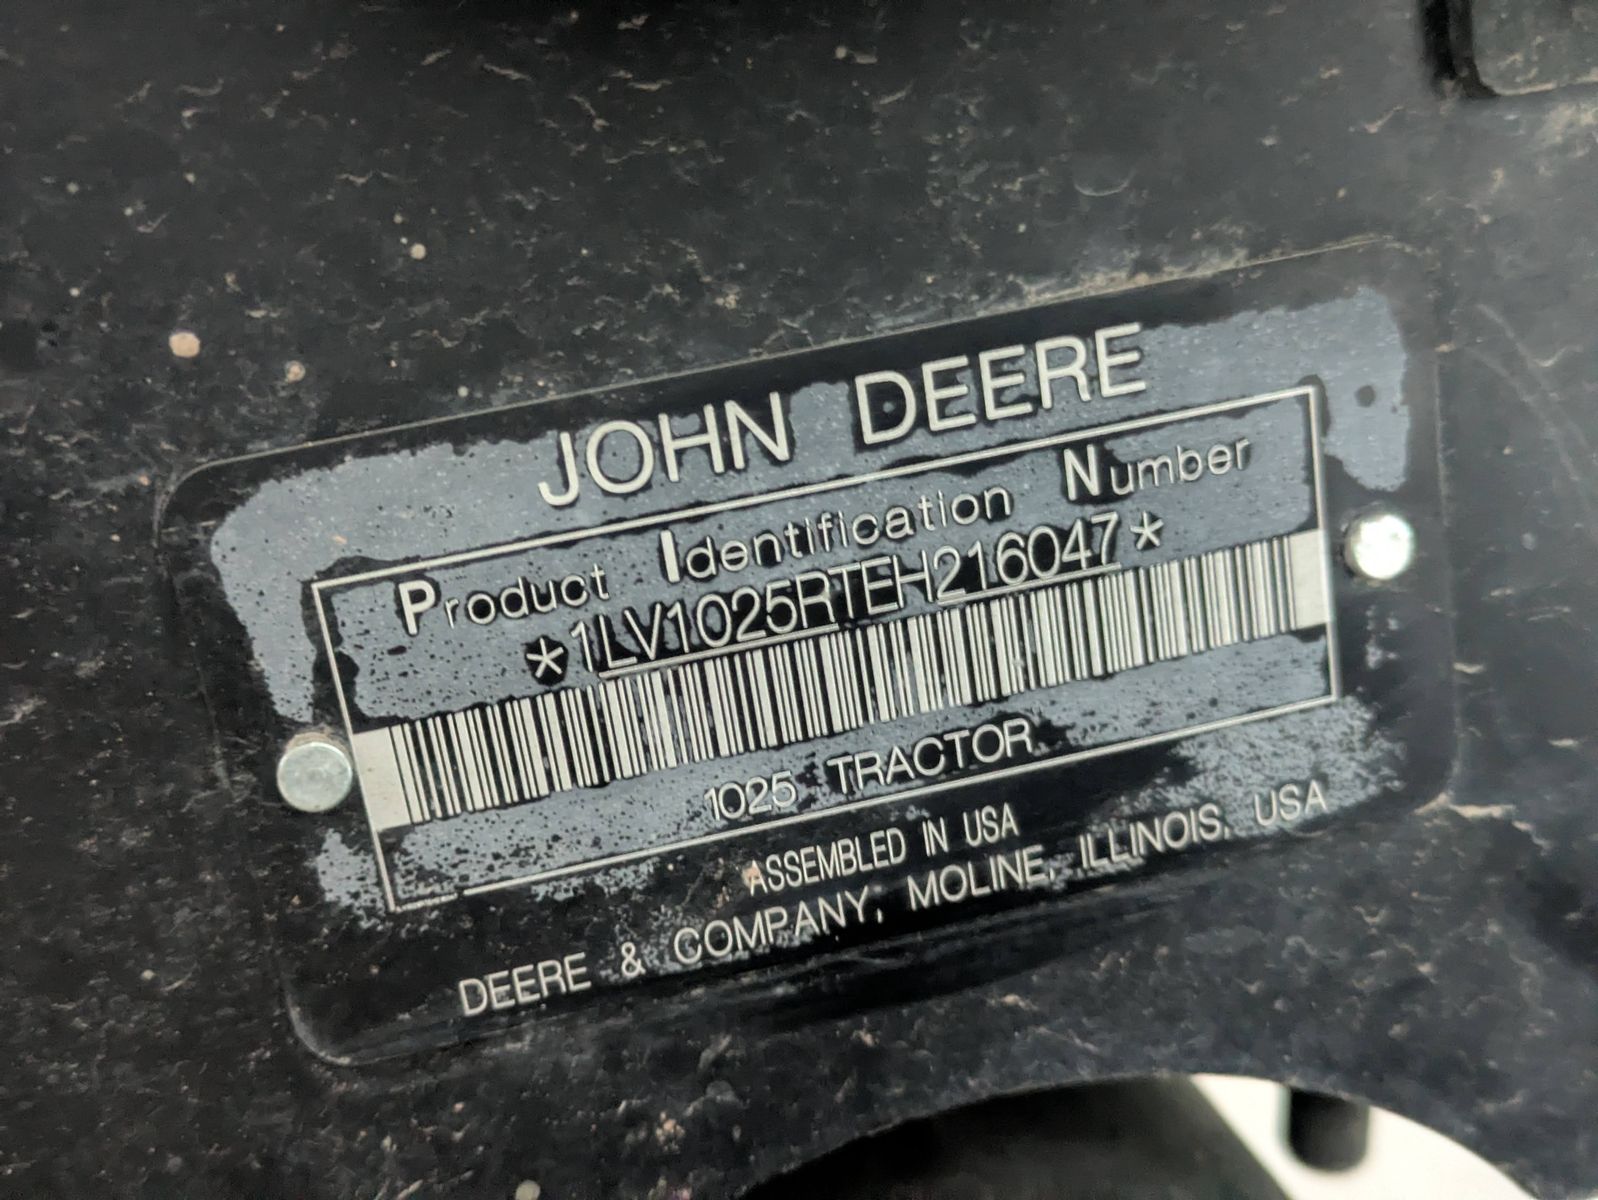 JOHN DEERE
Product Identification Number
*1LV1025RTEH216047*
1025 TRACTOR
ASSEMBLED IN USA
DEERE & COMPANY, MOLINE, ILLINOIS, USA